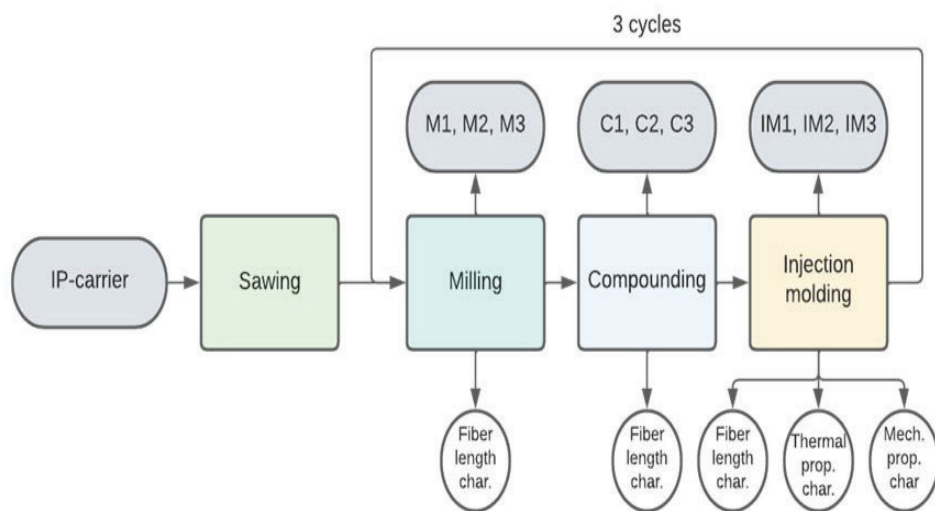 3 cycles
M1, M2, M3
C1, C2, C3
IM1, IM2, IM3
IP-carrier
Sawing
Milling
Compounding
Injection
molding
Fiber
length
char.
Fiber
length
char.
Fiber
length
char.
Thermal
prop.
char.
Mech.
prop.
char